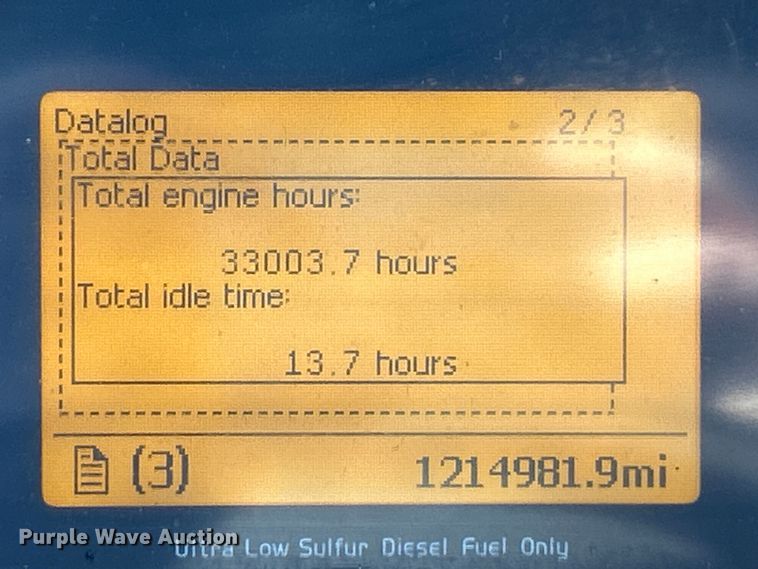 Datalog 2/3
Total Data
Total engine hours:
33003.7 hours
Total idle time:
13.7 hours
(3) 1214981.9mi
Purple Wave Auction
Ultra Low Sulfur Diesel Fuel Only